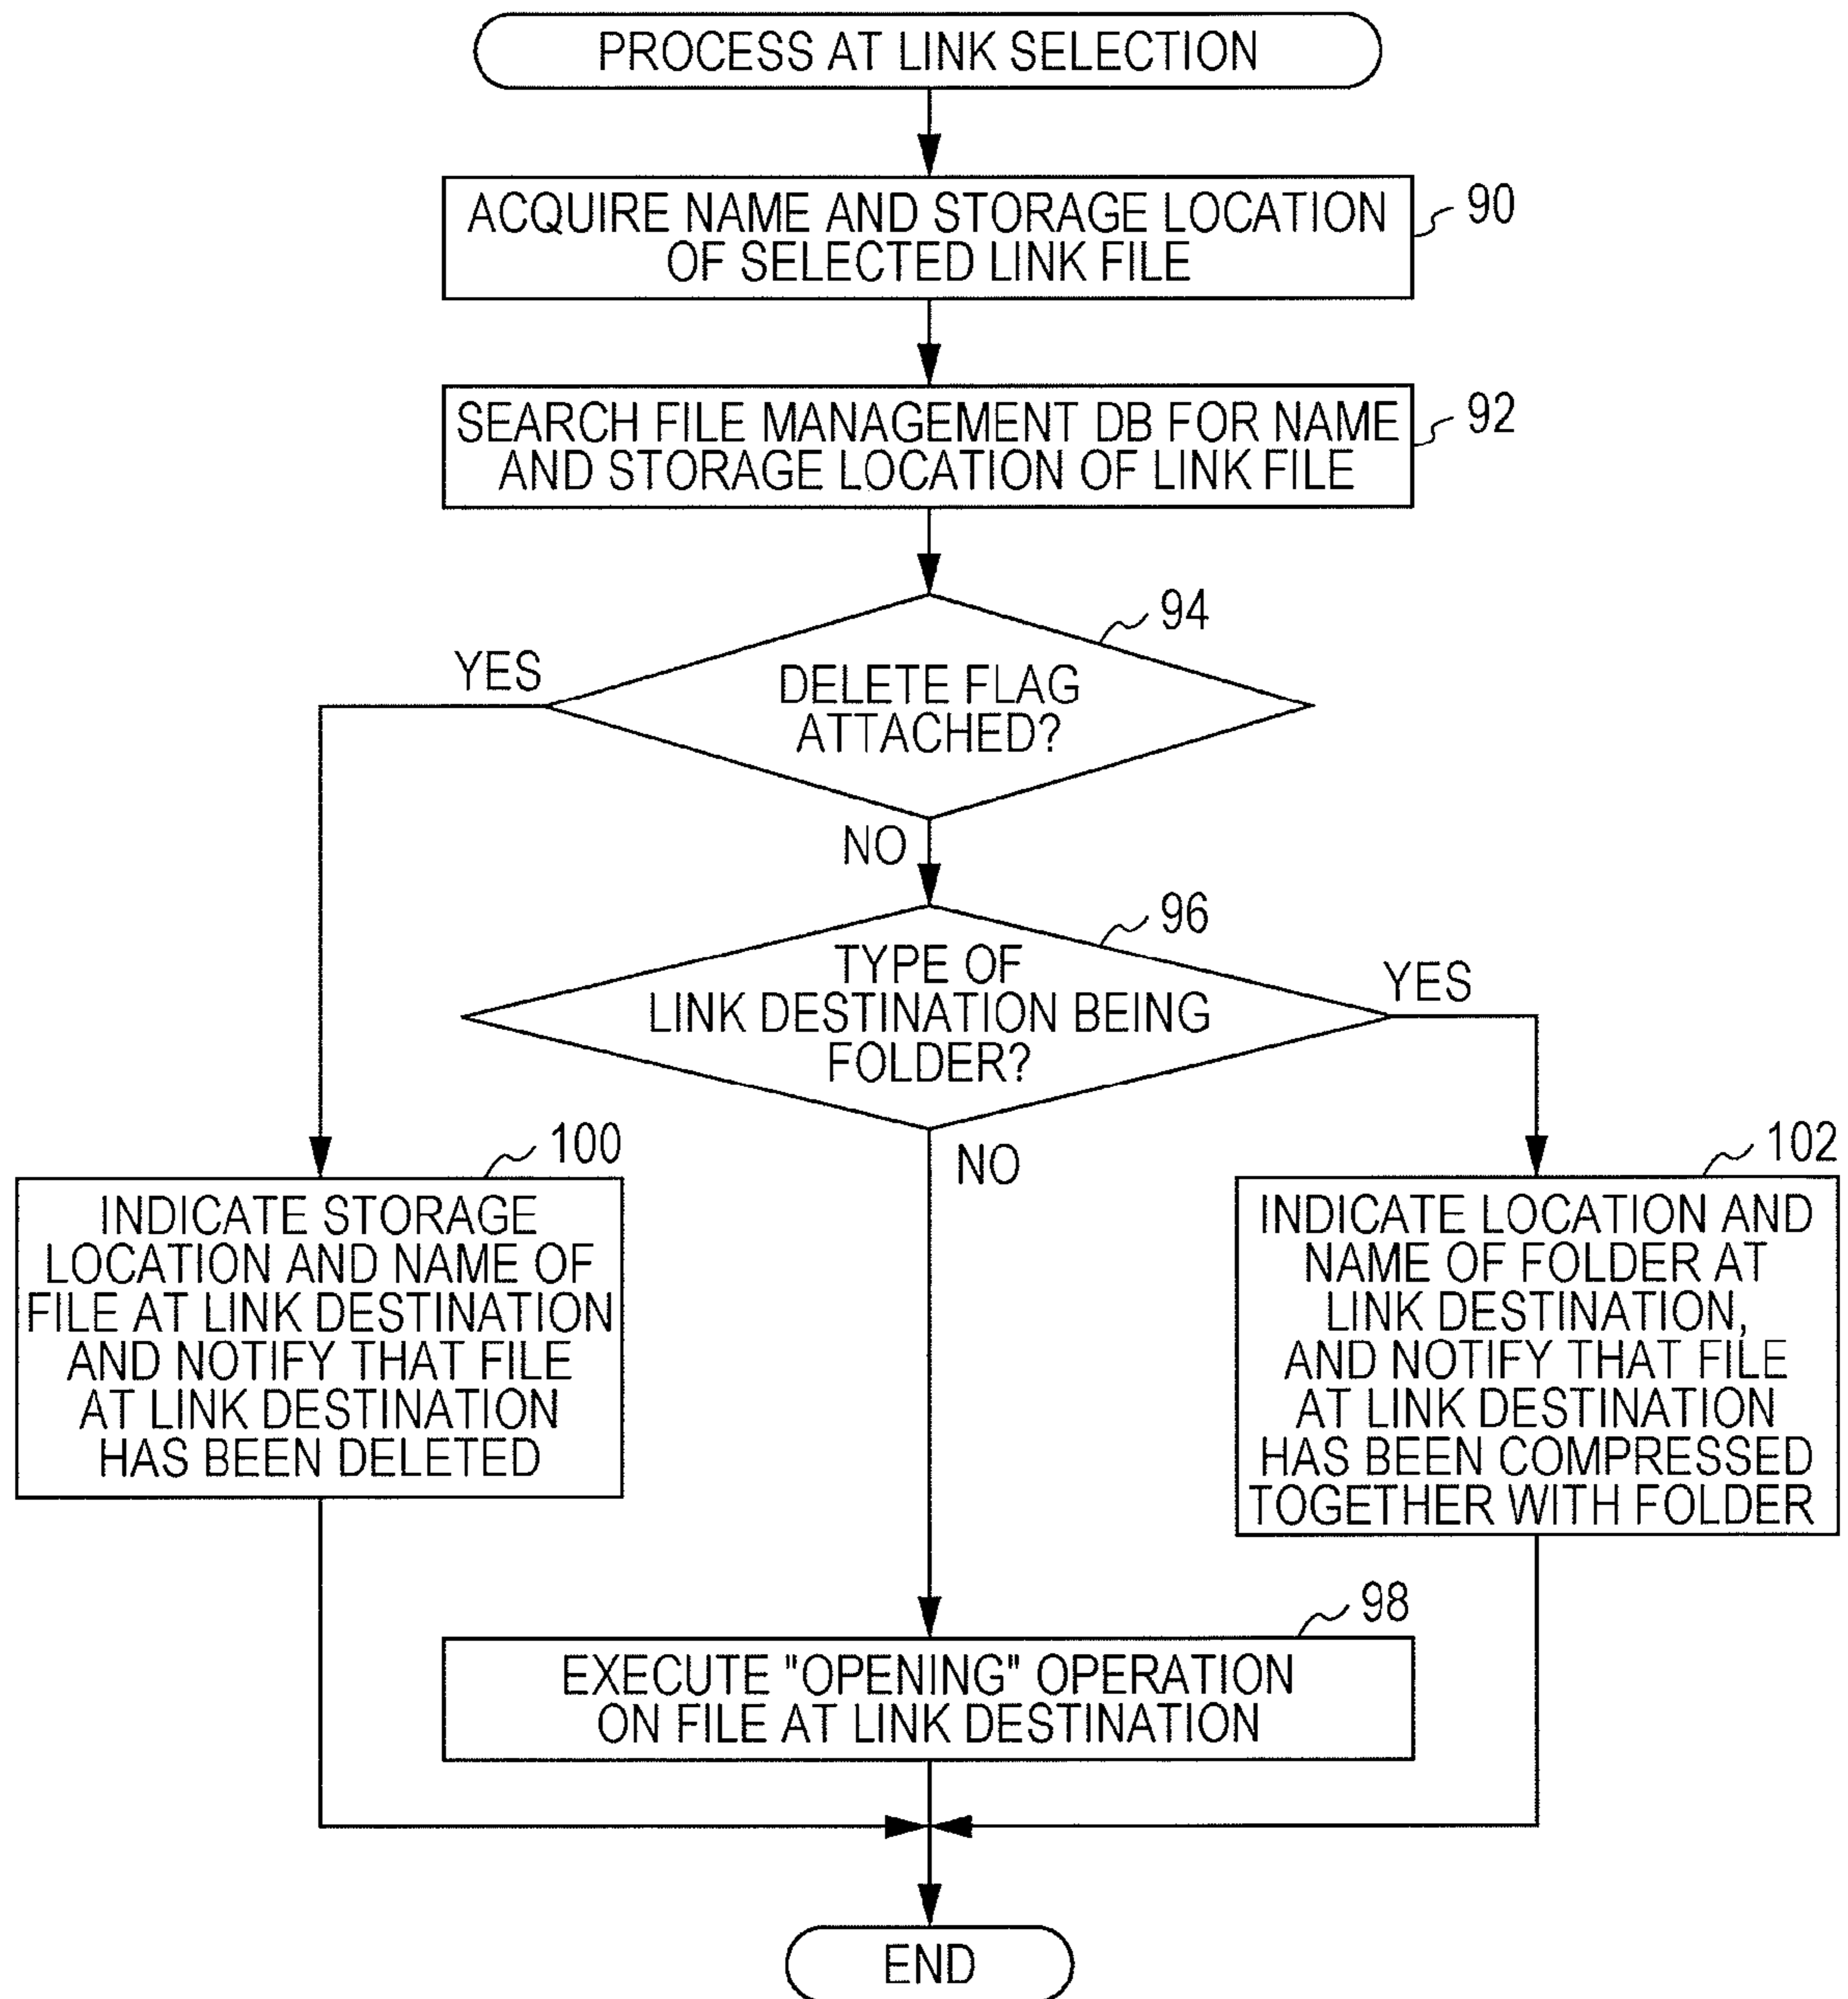 PROCESS AT LINK SELECTION
ACQUIRE NAME AND STORAGE LOCATION
OF SELECTED LINK FILE
90
SEARCH FILE MANAGEMENT DB FOR NAME
AND STORAGE LOCATION OF LINK FILE
92
94
YES
DELETE FLAG
ATTACHED?
NO
96
TYPE OF
LINK DESTINATION BEING
FOLDER?
YES
NO
100
INDICATE STORAGE
LOCATION AND NAME OF
FILE AT LINK DESTINATION
AND NOTIFY THAT FILE
AT LINK DESTINATION
HAS BEEN DELETED
102
INDICATE LOCATION AND
NAME OF FOLDER AT
LINK DESTINATION,
AND NOTIFY THAT FILE
AT LINK DESTINATION
HAS BEEN COMPRESSED
TOGETHER WITH FOLDER
98
EXECUTE "OPENING" OPERATION
ON FILE AT LINK DESTINATION
END